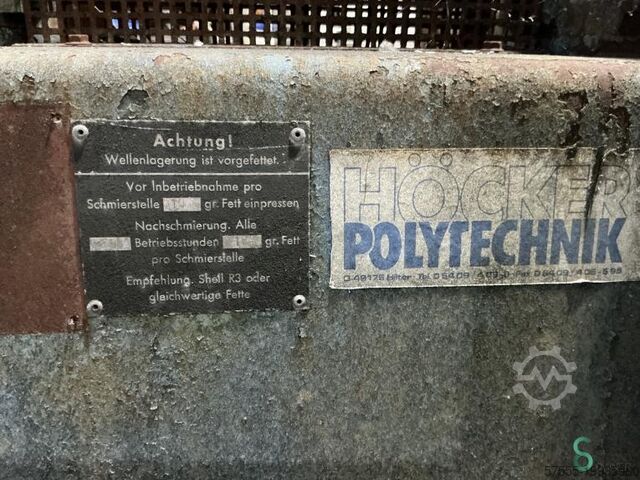 Achtung!
Wellenlagerung ist vorgefettet.
Vor Inbetriebnahme pro
Schmierstelle gr. Fett einpressen
Nachschmierung. Alle
Betriebsstunden gr. Fett
pro Schmierstelle
Empfehlung. Shell R3 oder
gleichwertige Fette
HÖCKER
POLYTECHNIK